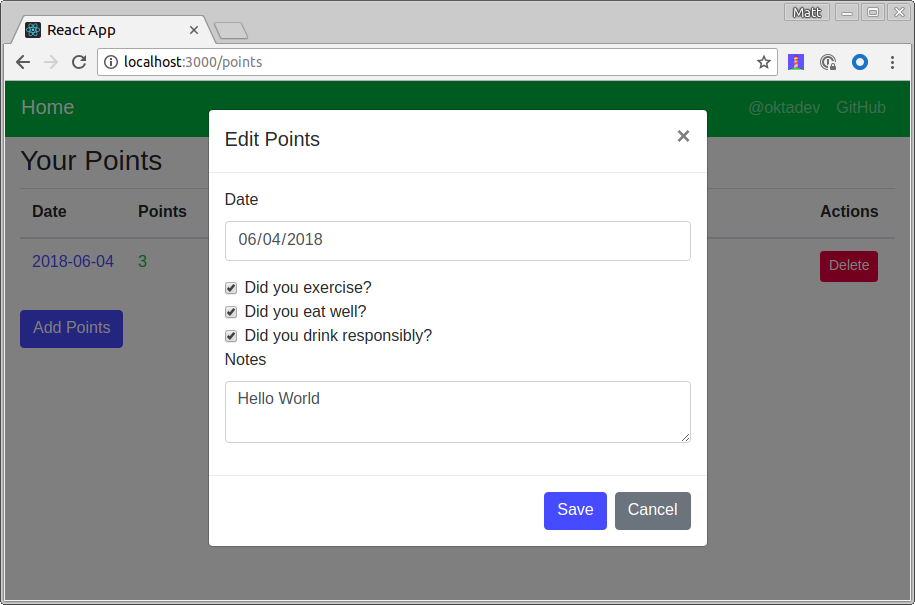 Matt
React App
localhost:3000/points
Home
@oktadev GitHub
Edit Points
Your Points
Date Points Actions
Date
06/04/2018
2018-06-04 3 Delete
Did you exercise?
Did you eat well?
Add Points
Did you drink responsibly?
Notes
Hello World
Save Cancel